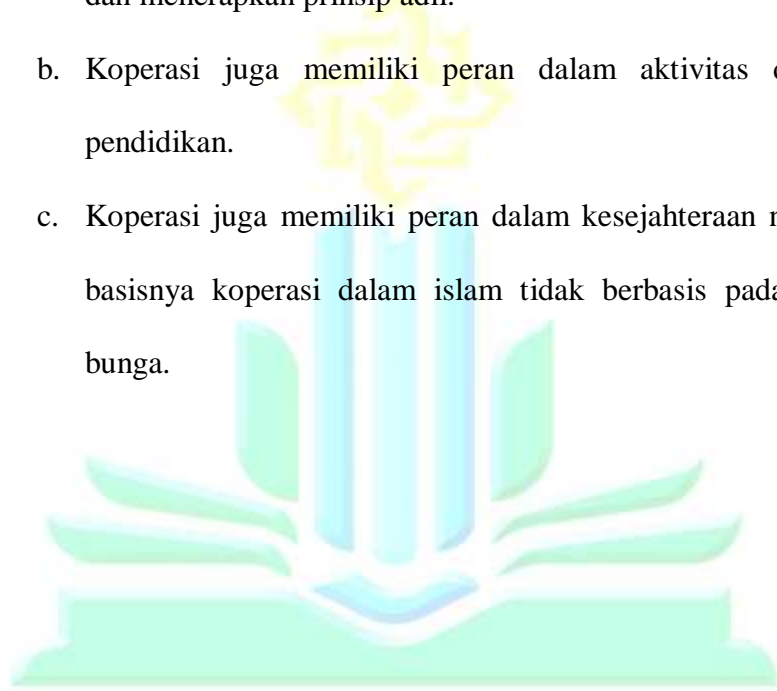 dan menerapkan prinsip adil.
b. Koperasi juga memiliki peran dalam aktivitas
pendidikan.
c. Koperasi juga memiliki peran dalam kesejahteraan
basisnya koperasi dalam islam tidak berbasis pada
bunga.